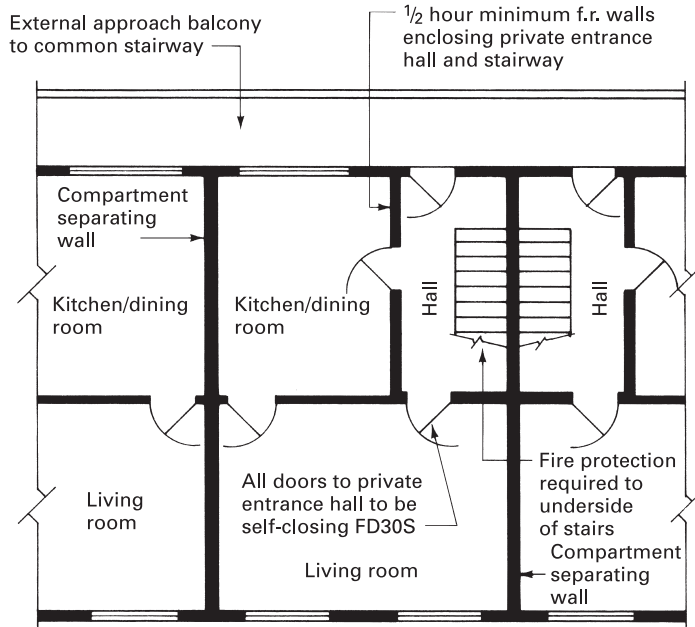 External approach balcony
to common stairway
1/2 hour minimum f.r. walls
enclosing private entrance
hall and stairway
Compartment
separating
wall
Kitchen/dining
room
Kitchen/dining
room
Hall
Hall
Living
room
All doors to private
entrance hall to be
self-closing FD30S
Living room
Fire protection
required to
underside
of stairs
Compartment
separating
wall